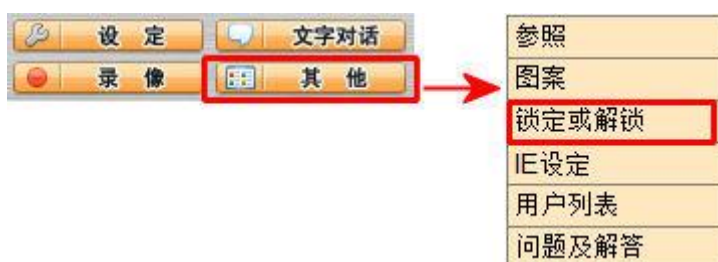 设 定
文字对话
录 像
其 他
参照
图案
锁定或解锁
IE设定
用户列表
问题及解答